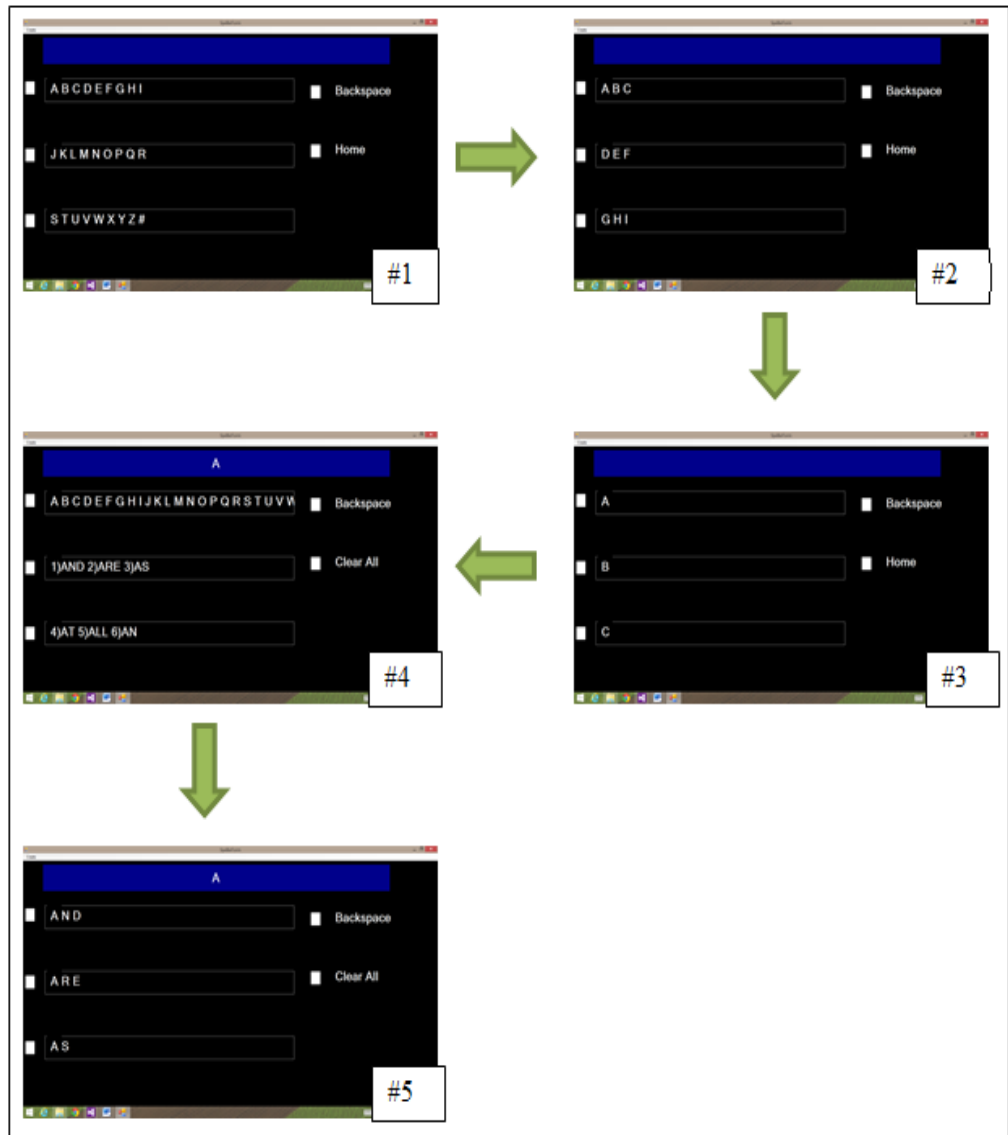 A B C D E F G H I
Backspace
J K L M N O P Q R
Home
S T U V W X Y Z #
#1
A B C
Backspace
D E F
Home
G H I
#2
A
Backspace
B
Home
C
#3
A
A B C D E F G H I J K L M N O P Q R S T U V W
Backspace
1)AND 2)ARE 3)AS
Clear All
4)AT 5)ALL 6)AN
#4
A
A N D
Backspace
A R E
Clear All
A S
#5